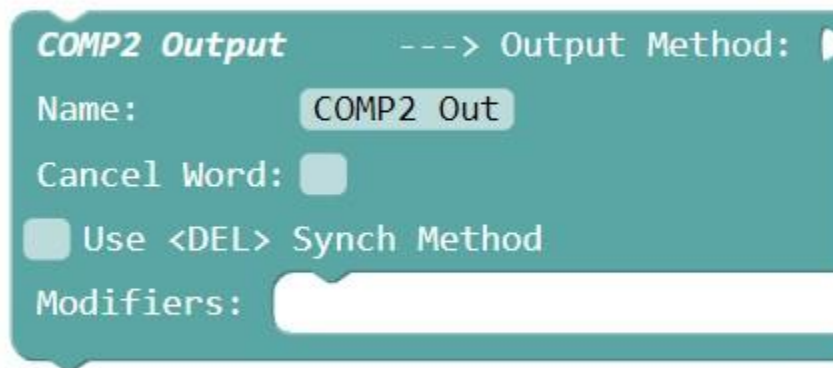 COMP2 Output ---> Output Method:
Name: COMP2 Out
Cancel Word:
Use <DEL> Synch Method
Modifiers: